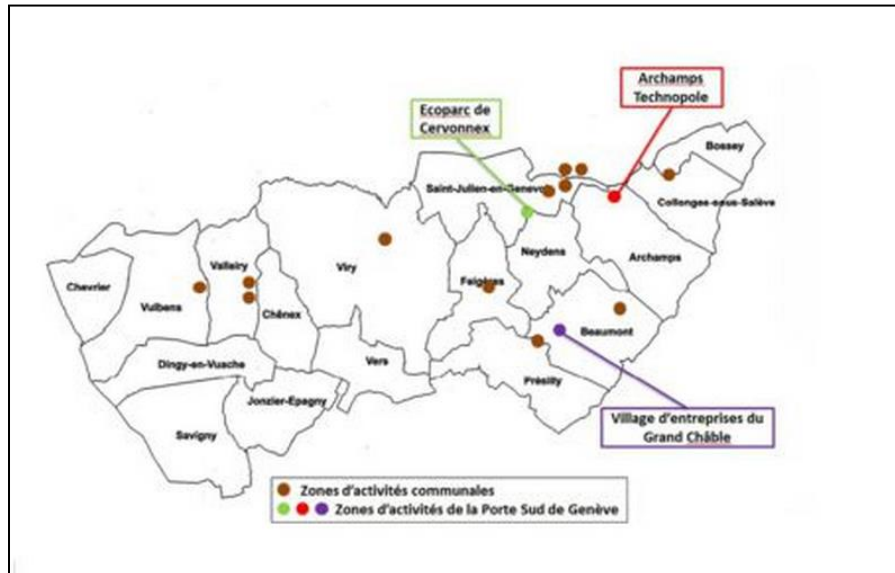 Archamps
Technopole
Ecoparc de
Cervonnex
Bossey
Saint-Julien-en-Genevois
Collonges-sous-Salève
Neydens
Archamps
Viry
Valleiry
Feigères
Chevrier
Vulbens
Chênex
Beaumont
Vers
Dingy-en-Vuache
Présilly
Jonzier-Epagny
Savigny
Village d'entreprises du
Grand Châble
Zones d'activités communales
Zones d'activités de la Porte Sud de Genève